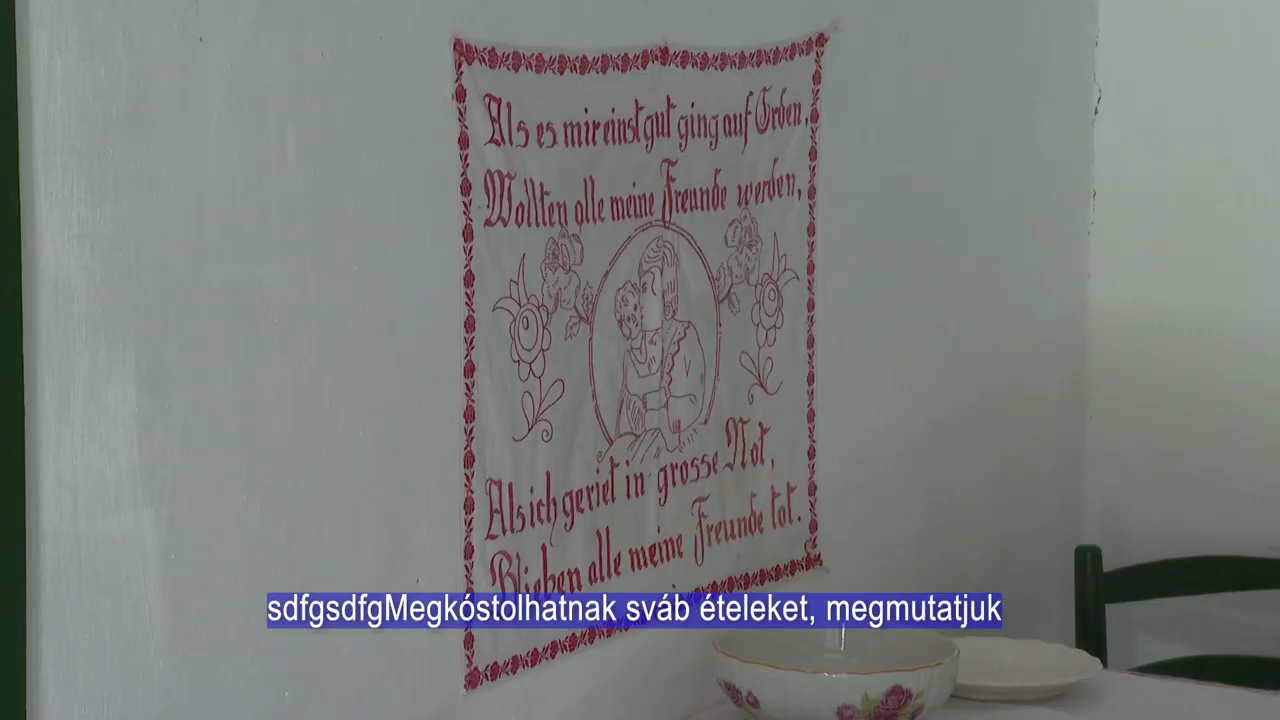 Als es mir einst gut ging auf Erden,
Wollten alle meine Freunde werden,
Als ich geriet in grosse Not,
Blieben alle meine Freunde tot.
sdfgsdfgMegkóstolhatnak sváb ételeket, megmutatjuk